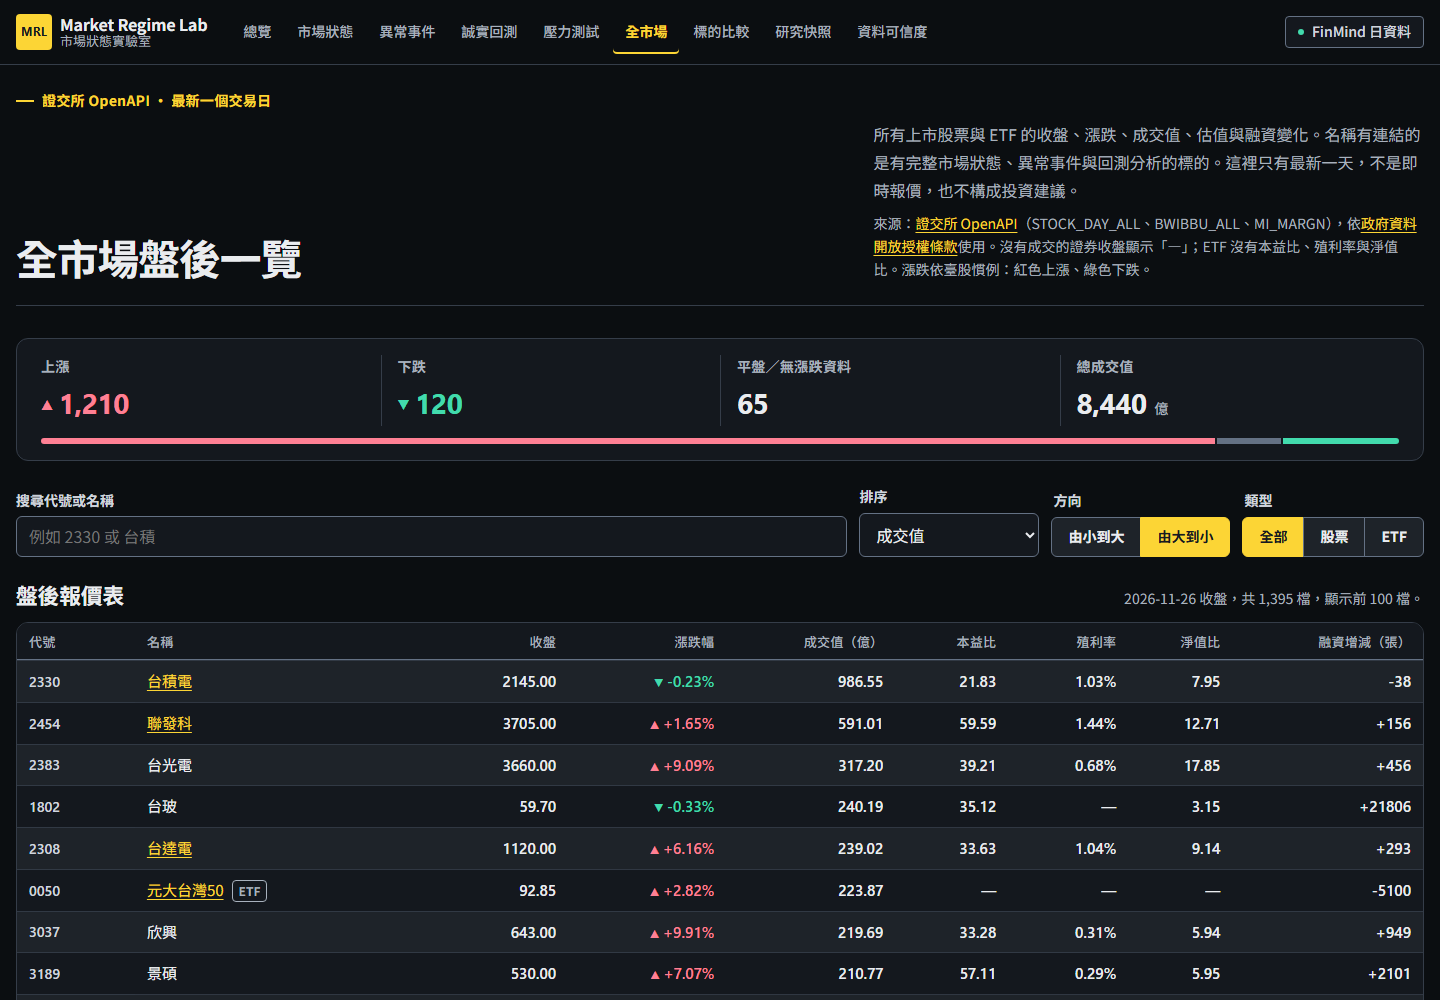 MRL
Market Regime Lab
市場狀態實驗室
總覽 市場狀態 異常事件 誠實回測 壓力測試 全市場 標的比較 研究快照 資料可信度
FinMind 日資料
證交所 OpenAPI · 最新一個交易日
全市場盤後一覽
所有上市股票與 ETF 的收盤、漲跌、成交值、估值與融資變化。名稱有連結的
是有完整市場狀態、異常事件與回測分析的標的。這裡只有最新一天,不是即
時報價,也不構成投資建議。
來源:證交所 OpenAPI(STOCK_DAY_ALL、BWIBBU_ALL、MI_MARGN),依政府資料
開放授權條款使用。沒有成交的證券收盤顯示「—」;ETF 沒有本益比、殖利率與淨值
比。漲跌依臺股慣例:紅色上漲、綠色下跌。
上漲 下跌 平盤/無漲跌資料 總成交值
▲ 1,210 ▼ 120 65 8,440 億
搜尋代號或名稱 排序 方向 類型
例如 2330 或 台積 成交值 由小到大 由大到小 全部 股票 ETF
盤後報價表
2026-11-26 收盤,共 1,395 檔,顯示前 100 檔。
代號 名稱 收盤 漲跌幅 成交值(億) 本益比 殖利率 淨值比 融資增減(張)
2330 台積電 2145.00 ▼ -0.23% 986.55 21.83 1.03% 7.95 -38
2454 聯發科 3705.00 ▲ +1.65% 591.01 59.59 1.44% 12.71 +156
2383 台光電 3660.00 ▲ +9.09% 317.20 39.21 0.68% 17.85 +456
1802 台玻 59.70 ▼ -0.33% 240.19 35.12 — 3.15 +21806
2308 台達電 1120.00 ▲ +6.16% 239.02 33.63 1.04% 9.14 +293
0050 元大台灣50 ETF 92.85 ▲ +2.82% 223.87 — — — -5100
3037 欣興 643.00 ▲ +9.91% 219.69 33.28 0.31% 5.94 +949
3189 景碩 530.00 ▲ +7.07% 210.77 57.11 0.29% 5.95 +2101